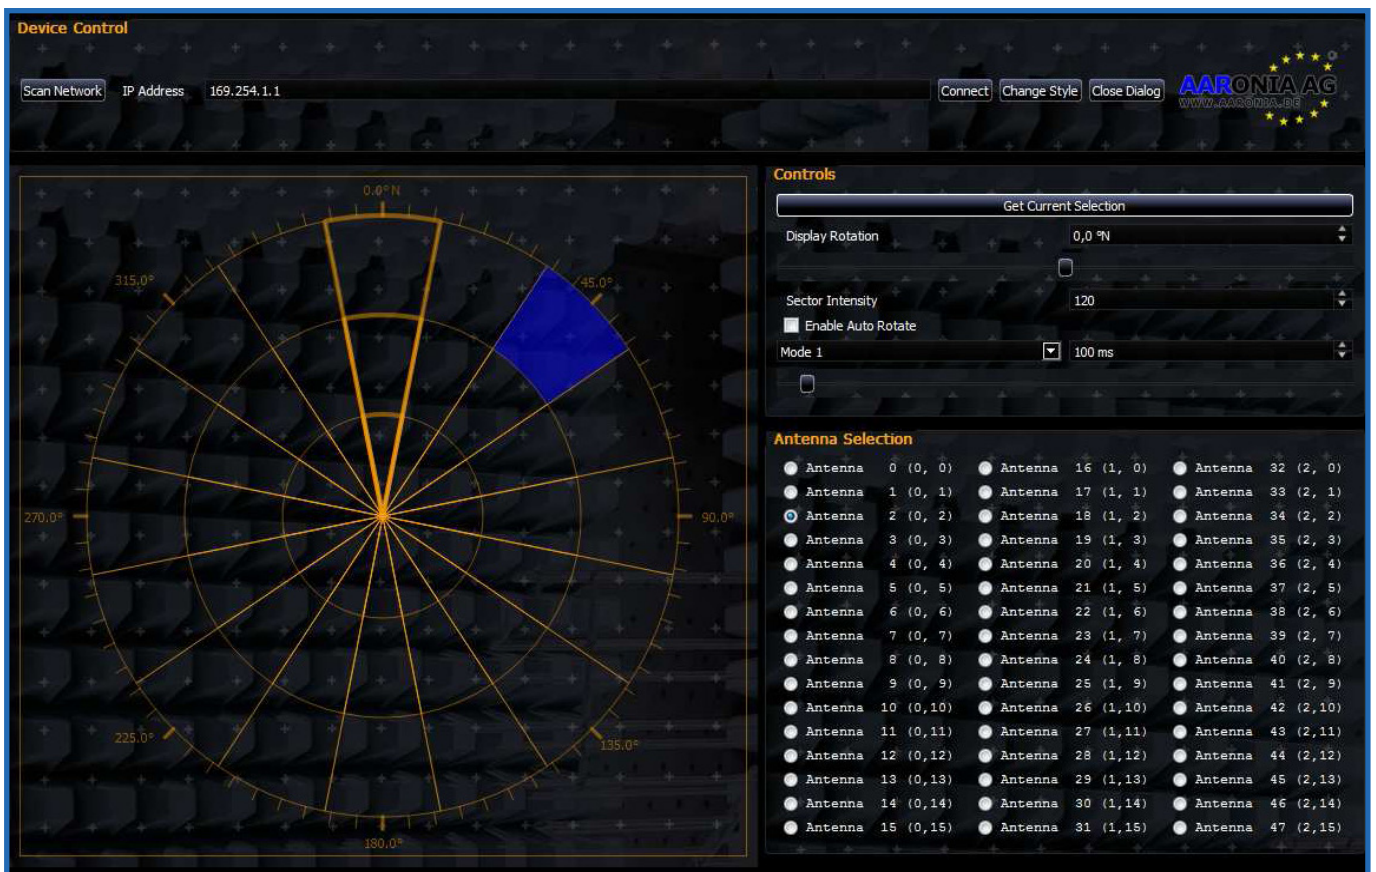 Device Control
Scan Network IP Address 169.254.1.1 Connect Change Style Close Dialog
AARONIA AG
WWW.AARONIA.DE
0.0°N
45.0°
90.0°
135.0°
180.0°
225.0°
270.0°
315.0°
Controls
Get Current Selection
Display Rotation 0,0 °N
Sector Intensity 120
Enable Auto Rotate
Mode 1 100 ms
Antenna Selection
Antenna 0 (0, 0) Antenna 16 (1, 0) Antenna 32 (2, 0)
Antenna 1 (0, 1) Antenna 17 (1, 1) Antenna 33 (2, 1)
Antenna 2 (0, 2) Antenna 18 (1, 2) Antenna 34 (2, 2)
Antenna 3 (0, 3) Antenna 19 (1, 3) Antenna 35 (2, 3)
Antenna 4 (0, 4) Antenna 20 (1, 4) Antenna 36 (2, 4)
Antenna 5 (0, 5) Antenna 21 (1, 5) Antenna 37 (2, 5)
Antenna 6 (0, 6) Antenna 22 (1, 6) Antenna 38 (2, 6)
Antenna 7 (0, 7) Antenna 23 (1, 7) Antenna 39 (2, 7)
Antenna 8 (0, 8) Antenna 24 (1, 8) Antenna 40 (2, 8)
Antenna 9 (0, 9) Antenna 25 (1, 9) Antenna 41 (2, 9)
Antenna 10 (0,10) Antenna 26 (1,10) Antenna 42 (2,10)
Antenna 11 (0,11) Antenna 27 (1,11) Antenna 43 (2,11)
Antenna 12 (0,12) Antenna 28 (1,12) Antenna 44 (2,12)
Antenna 13 (0,13) Antenna 29 (1,13) Antenna 45 (2,13)
Antenna 14 (0,14) Antenna 30 (1,14) Antenna 46 (2,14)
Antenna 15 (0,15) Antenna 31 (1,15) Antenna 47 (2,15)